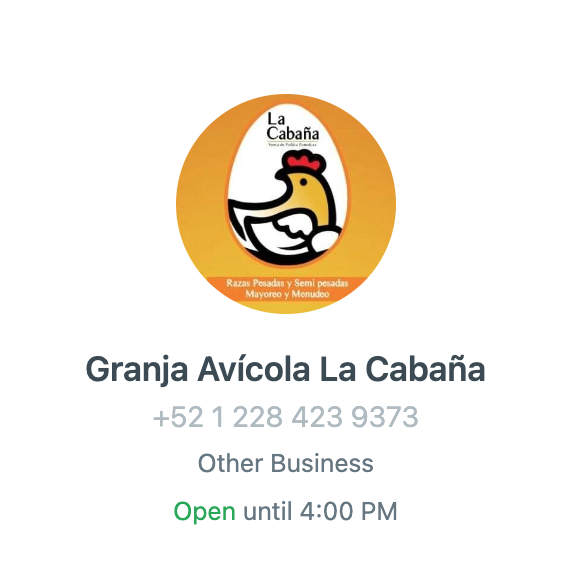 La
Cabaña
Razas Pesadas y Semi pesadas
Mayoreo y Menudeo
Granja Avícola La Cabaña
+52 1 228 423 9373
Other Business
Open until 4:00 PM